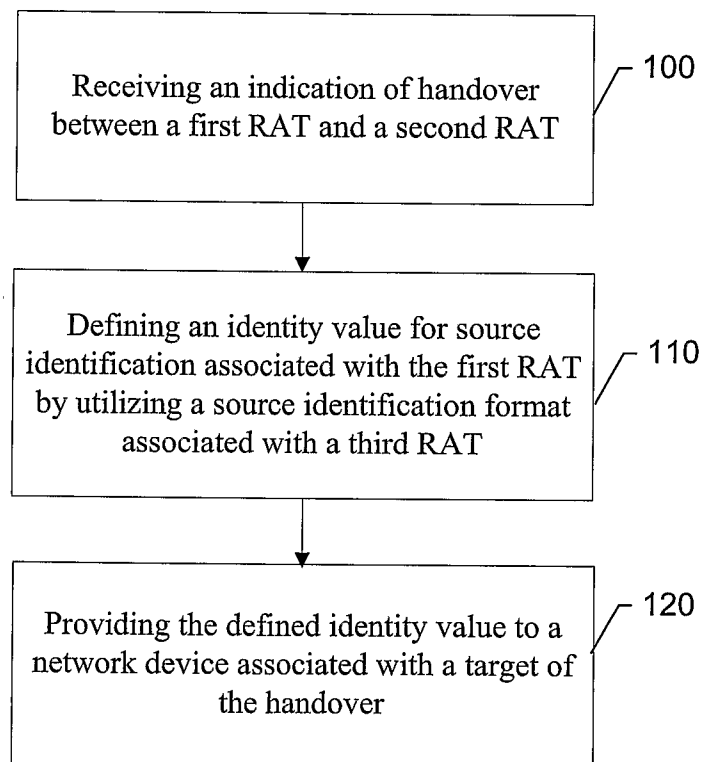 Receiving an indication of handover
between a first RAT and a second RAT
100
Defining an identity value for source
identification associated with the first RAT
by utilizing a source identification format
associated with a third RAT
110
Providing the defined identity value to a
network device associated with a target of
the handover
120